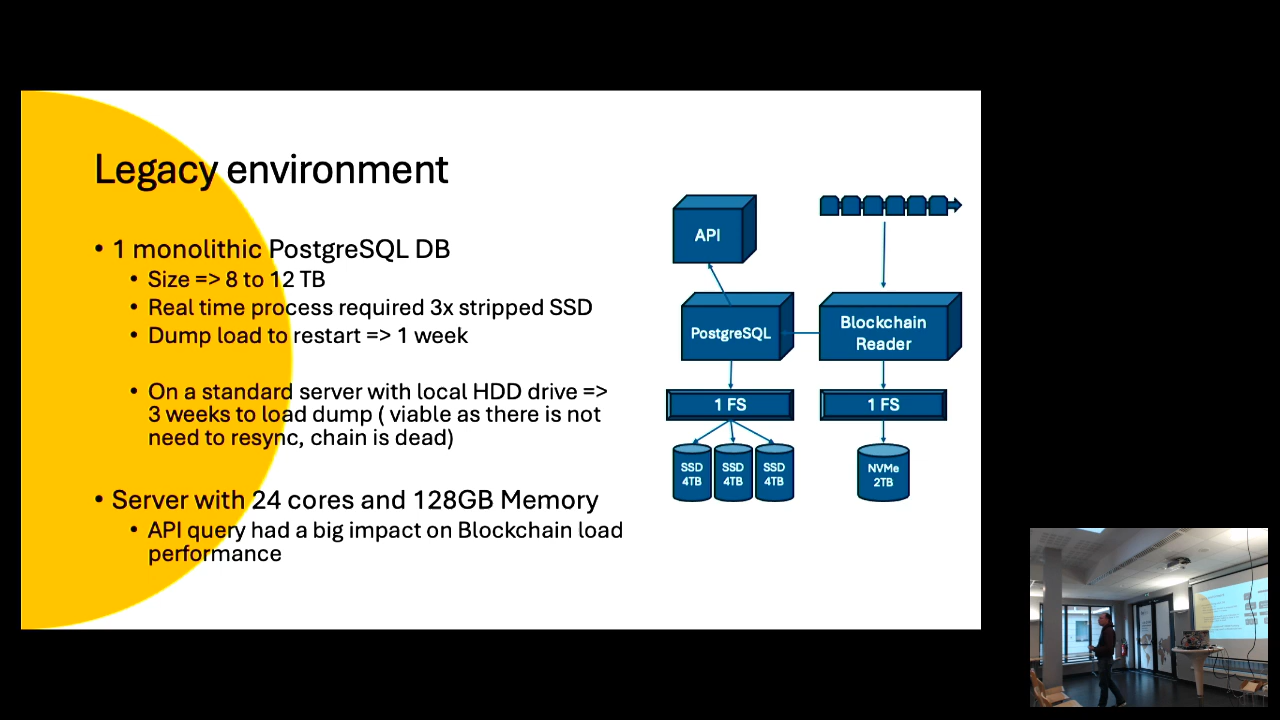 Legacy environment
• 1 monolithic PostgreSQL DB
• Size => 8 to 12 TB
• Real time process required 3x stripped SSD
• Dump load to restart => 1 week
• On a standard server with local HDD drive =>
3 weeks to load dump ( viable as there is not
need to resync, chain is dead)
• Server with 24 cores and 128GB Memory
• API query had a big impact on Blockchain load
performance
API
PostgreSQL
Blockchain
Reader
1 FS
1 FS
SSD
4TB
SSD
4TB
SSD
4TB
NVMe
2TB